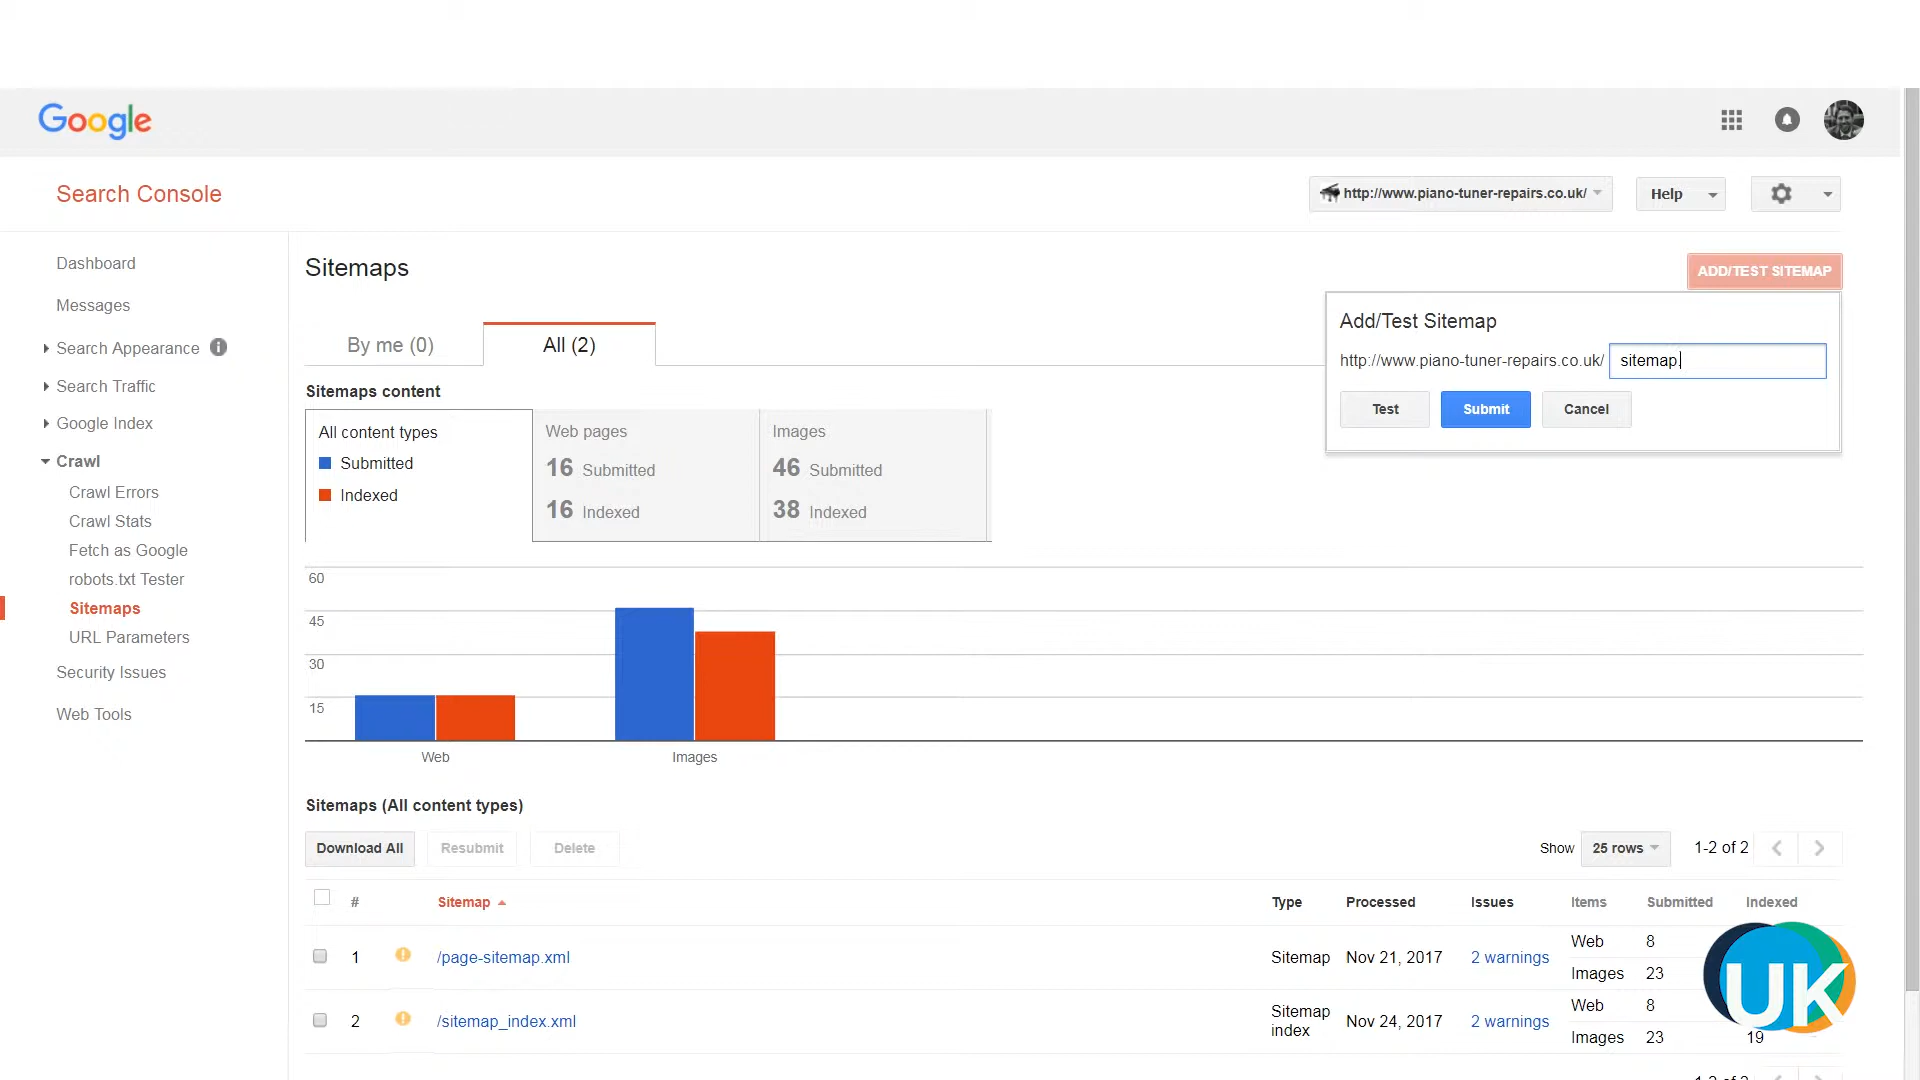 Google
Search Console
http://www.piano-tuner-repairs.co.uk/
Help
Dashboard
Messages
Search Appearance
Search Traffic
Google Index
Crawl
Crawl Errors
Crawl Stats
Fetch as Google
robots.txt Tester
Sitemaps
URL Parameters
Security Issues
Web Tools
Sitemaps
ADD/TEST SITEMAP
Add/Test Sitemap
http://www.piano-tuner-repairs.co.uk/ sitemap
Test Submit Cancel
By me (0) All (2)
Sitemaps content
All content types
Submitted
Indexed
Web pages
16 Submitted
16 Indexed
Images
46 Submitted
38 Indexed
60
45
30
15
Web Images
Sitemaps (All content types)
Download All Resubmit Delete Show 25 rows 1-2 of 2
# Sitemap Type Processed Issues Items Submitted Indexed
1 /page-sitemap.xml Sitemap Nov 21, 2017 2 warnings Web 8
Images 23
2 /sitemap_index.xml Sitemap index Nov 24, 2017 2 warnings Web 8
Images 23 19
UK